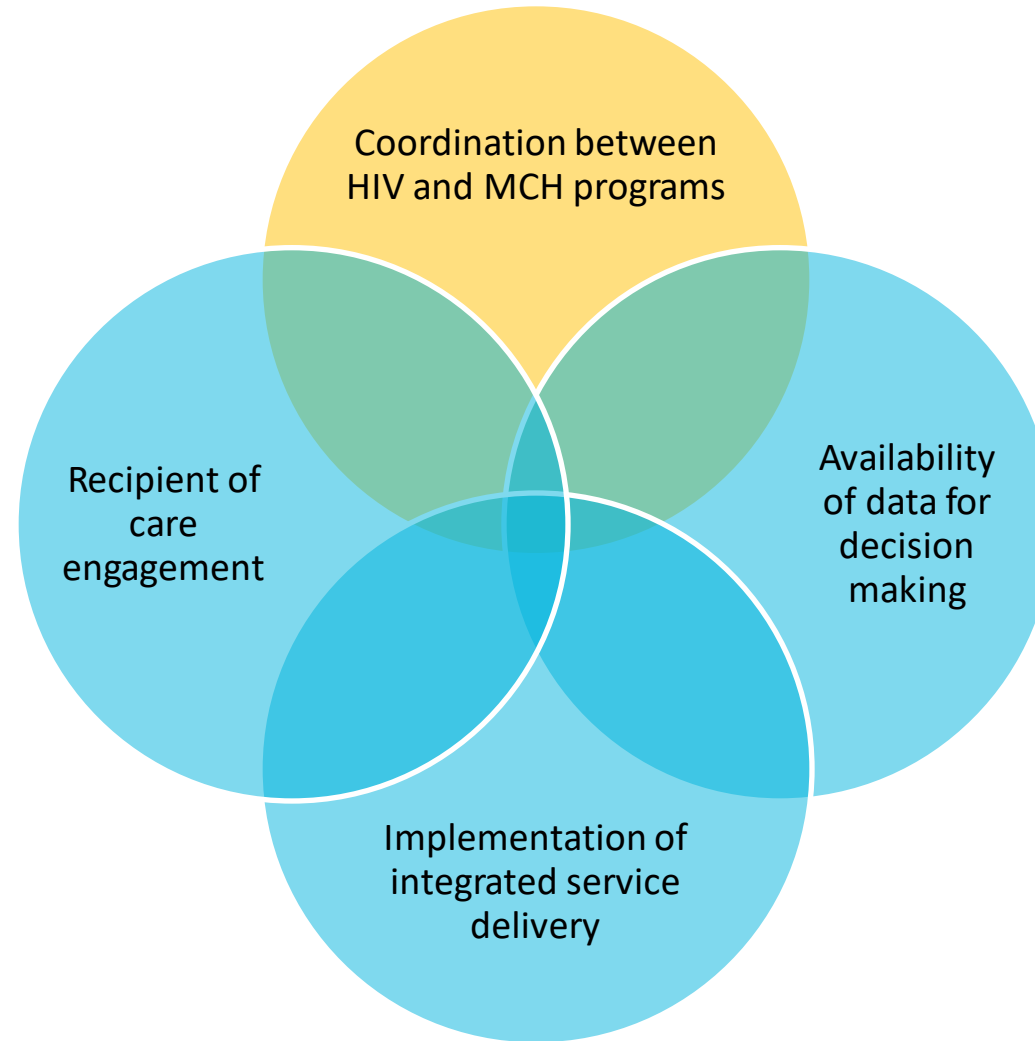 Coordination between
HIV and MCH programs
Recipient of
care
engagement
Availability
of data for
decision
making
Implementation of
integrated service
delivery